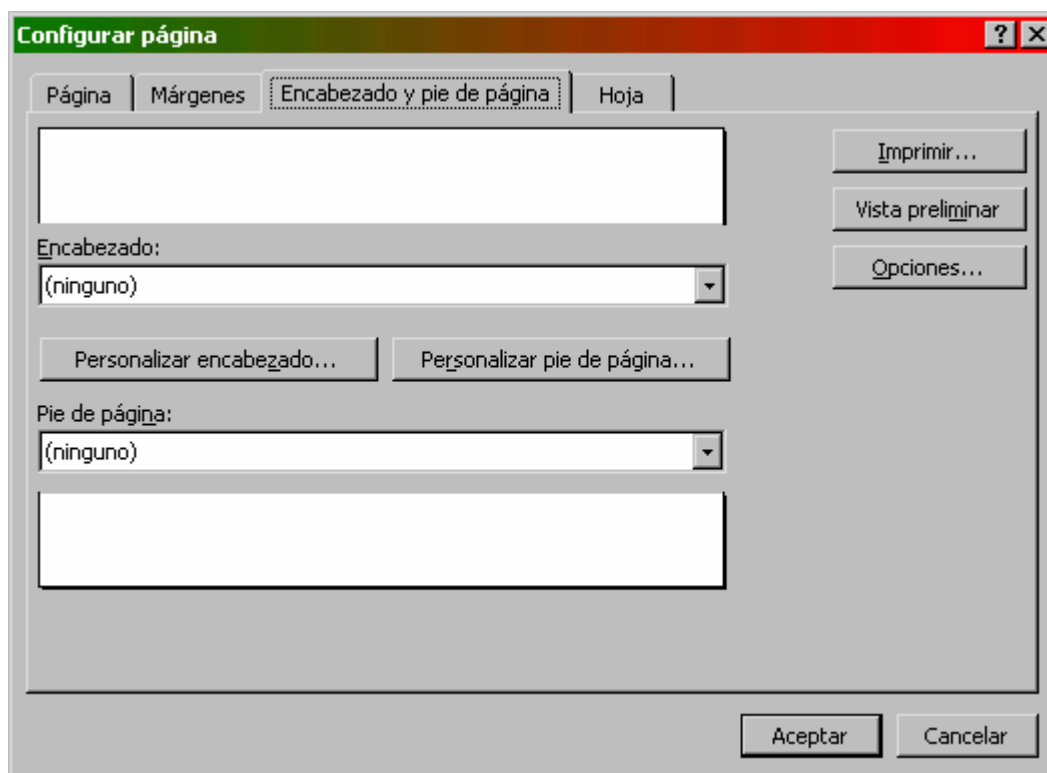 Configurar página
Página Márgenes Encabezado y pie de página Hoja
Imprimir...
Vista preliminar
Opciones...
Encabezado:
(ninguno)
Personalizar encabezado... Personalizar pie de página...
Pie de página:
(ninguno)
Aceptar Cancelar